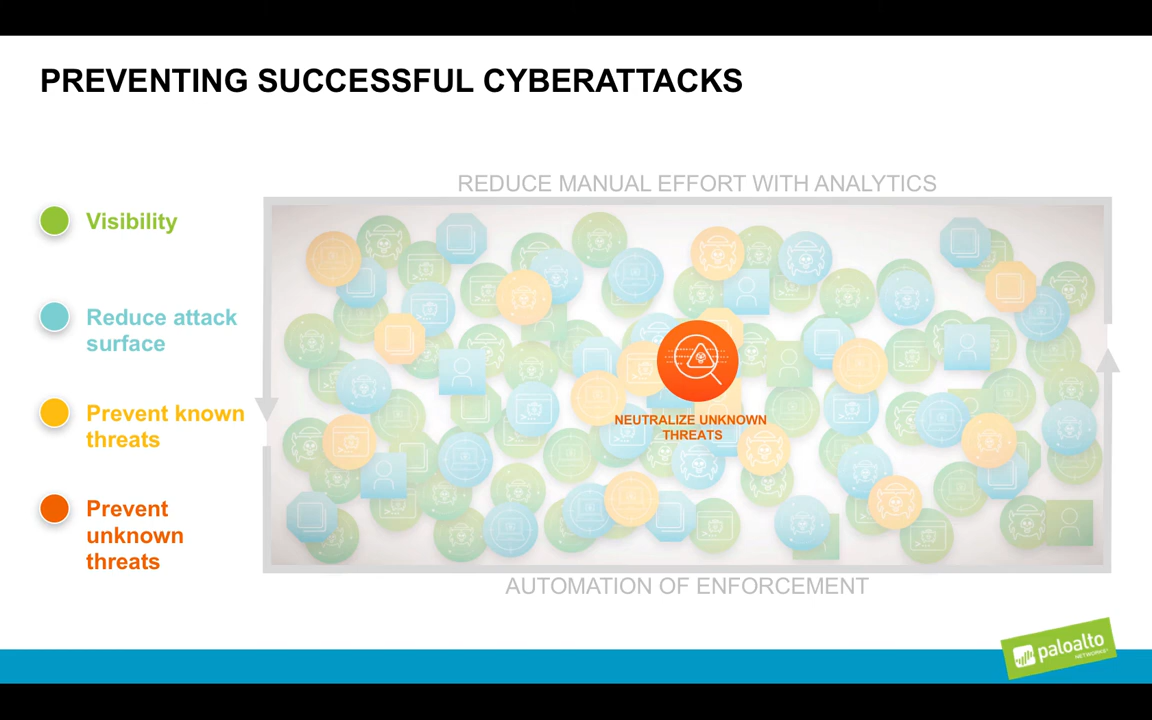 PREVENTING SUCCESSFUL CYBERATTACKS
REDUCE MANUAL EFFORT WITH ANALYTICS
Visibility
Reduce attack
surface
Prevent known
threats
Prevent
unknown
threats
NEUTRALIZE UNKNOWN
THREATS
AUTOMATION OF ENFORCEMENT
paloalto
NETWORKS